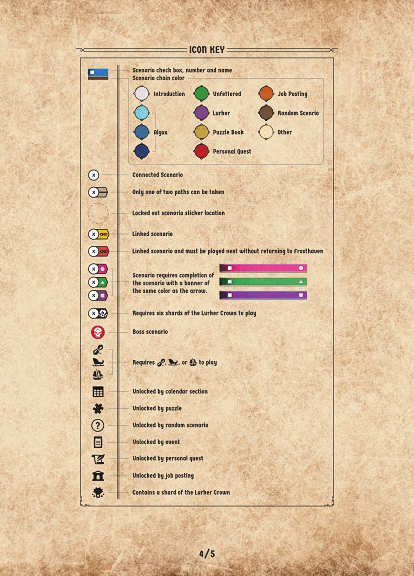 ICON KEY
Scenario check box, number and name
Scenario chain color
Introduction
Unfettered
Job Posting
Lurker
Random Scenario
Algox
Puzzle Book
Other
Personal Quest
X Connected Scenario
X Only one of two paths can be taken
Locked out scenario sticker location
X Linked scenario
X Linked scenario and must be played next without returning to Frosthaven
X
X Scenario requires completion of
the scenario with a banner of
the same color as the arrow.
X
X Requires six shards of the Lurker Crown to play
Boss scenario
Requires , , or to play
Unlocked by calendar section
Unlocked by puzzle
? Unlocked by random scenario
Unlocked by event
Unlocked by personal quest
Unlocked by job posting
Contains a shard of the Lurker Crown
4/5